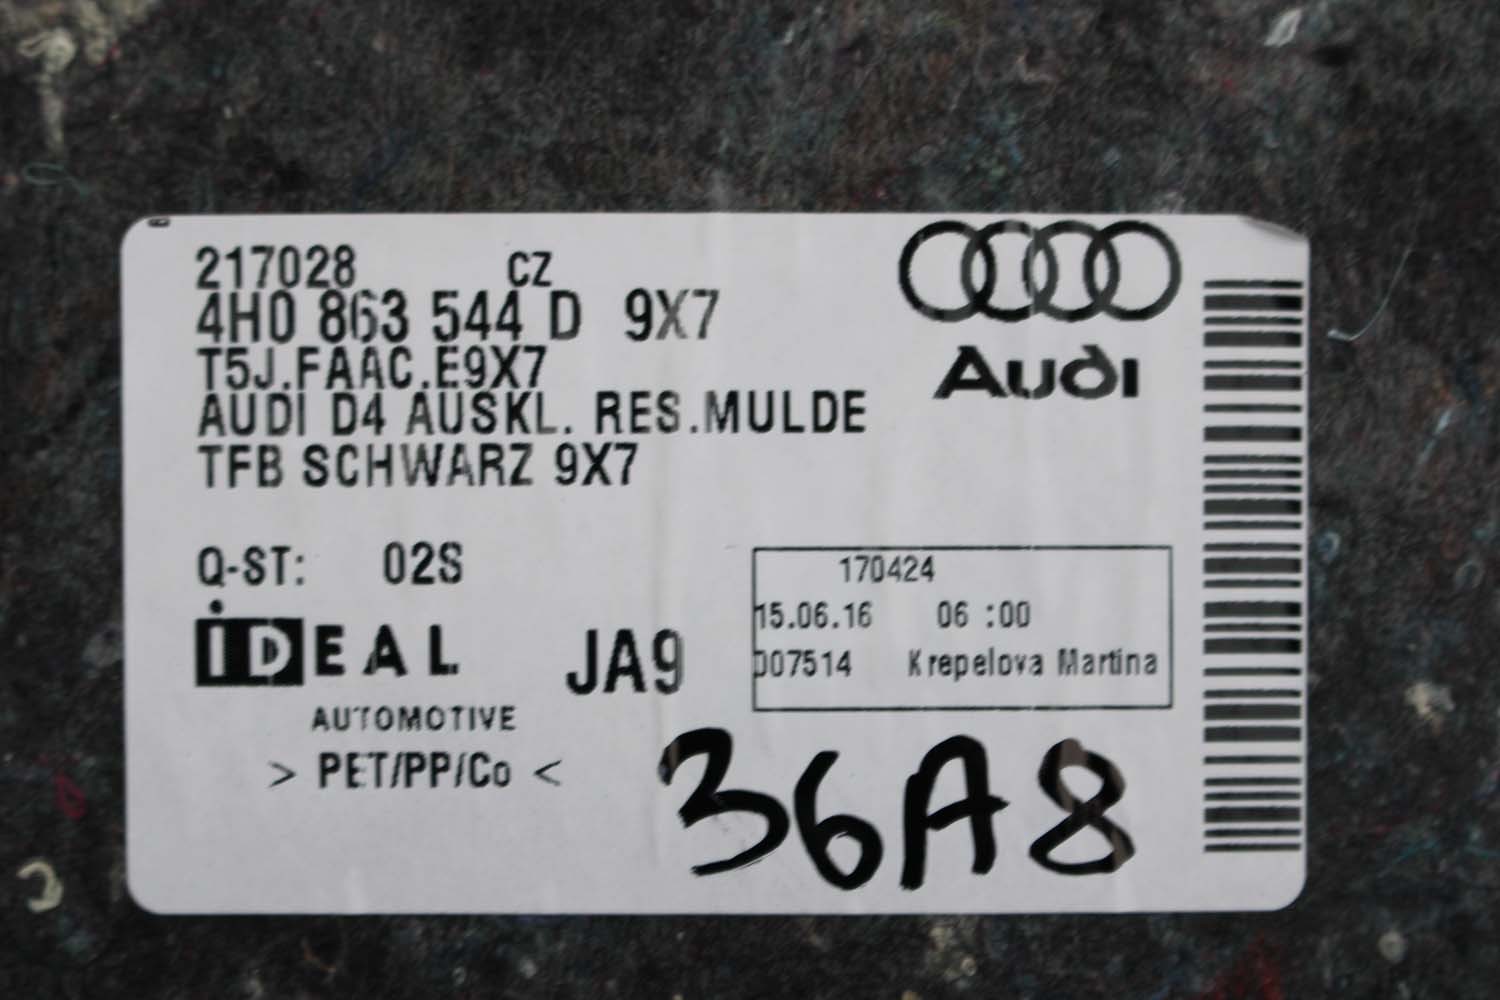 217028 CZ
4H0 863 544 D 9X7
T5J.FAAC.E9X7
AUDI D4 AUSKL. RES.MULDE
TFB SCHWARZ 9X7
Audi
Q-ST: 02S
170424
15.06.16 06 :00
D07514 Krepelova Martina
iDEAL
AUTOMOTIVE
JA9
> PET/PP/Co <
36A8